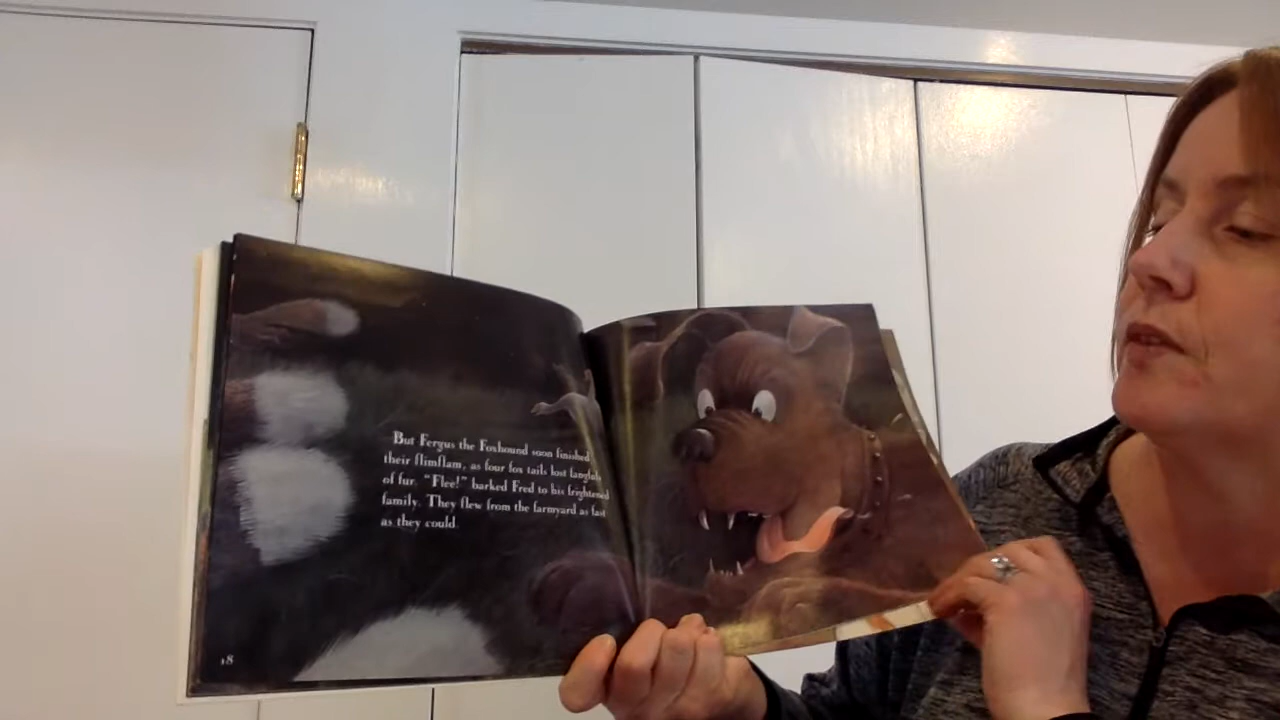 But Fergus the Foxhound soon finished
their flimflam, as four fox tails lost fangfuls
of fur. "Flee!" barked Fred to his frightened
family. They flew from the farmyard as fast
as they could.
18